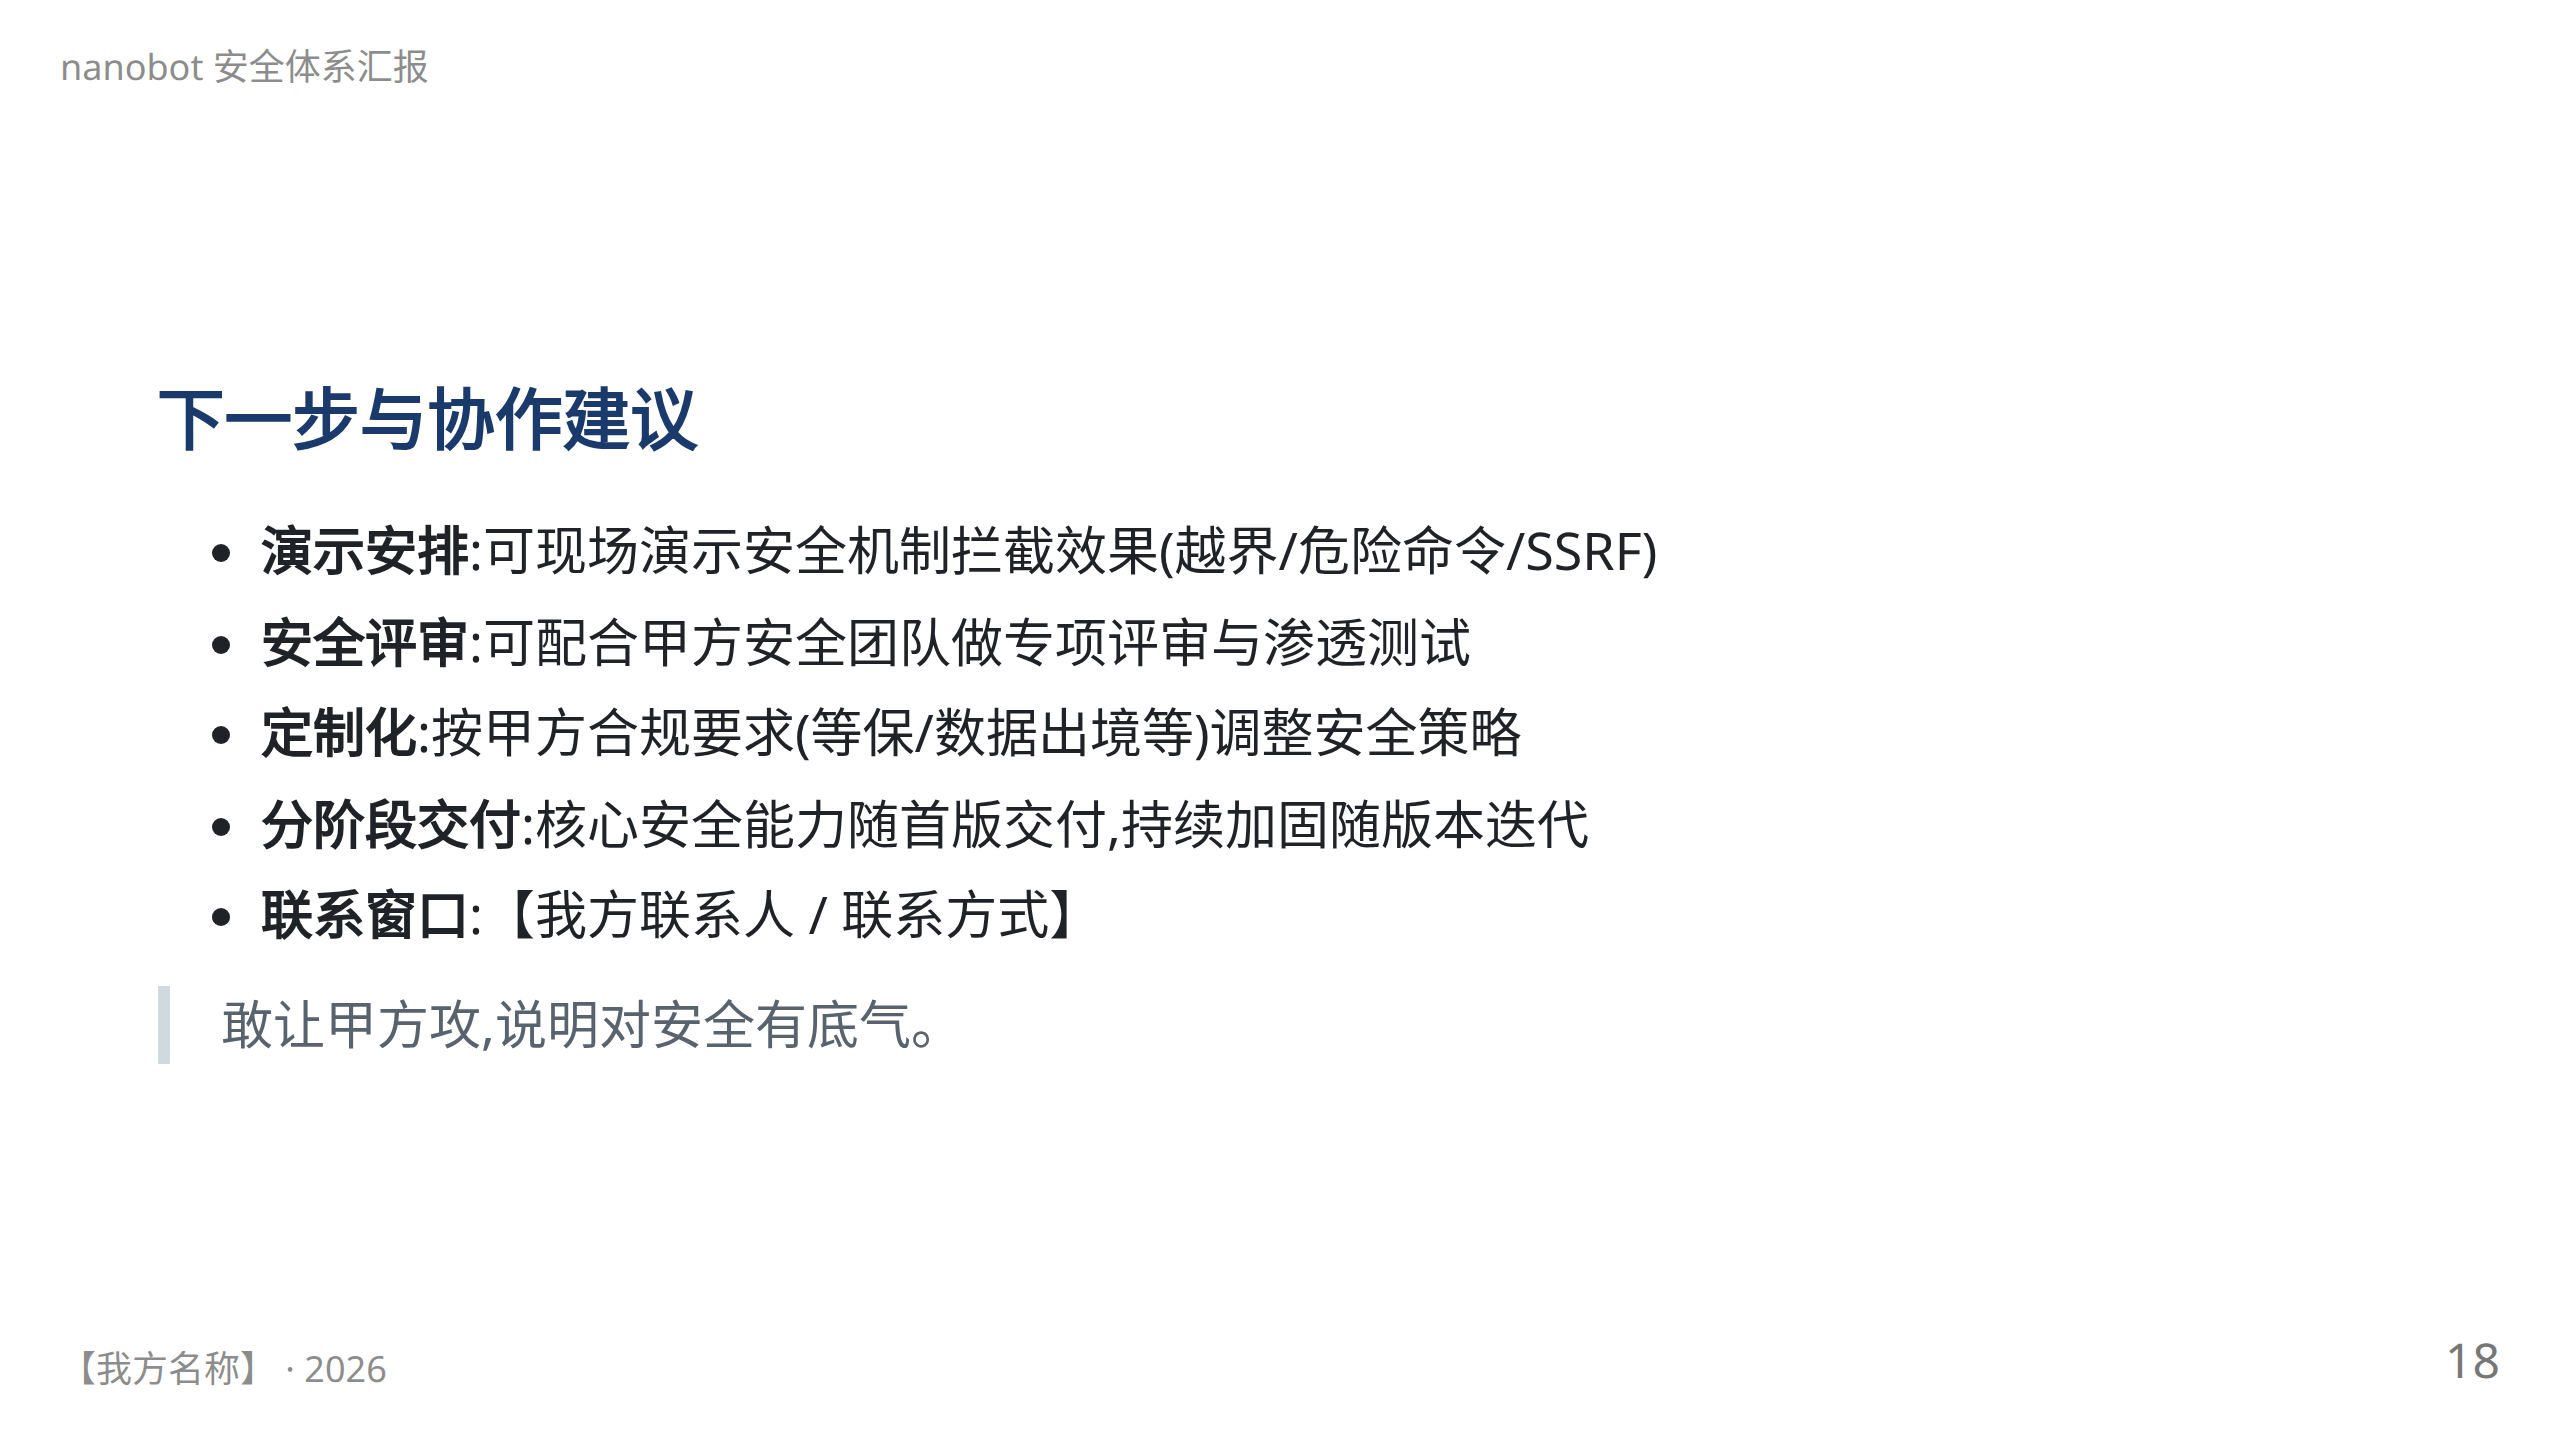 nanobot 安全体系汇报
下一步与协作建议
• 演示安排:可现场演示安全机制拦截效果(越界/危险命令/SSRF)
• 安全评审:可配合甲方安全团队做专项评审与渗透测试
• 定制化:按甲方合规要求(等保/数据出境等)调整安全策略
• 分阶段交付:核心安全能力随首版交付,持续加固随版本迭代
• 联系窗口:【我方联系人 / 联系方式】
敢让甲方攻,说明对安全有底气。
【我方名称】 · 2026
18